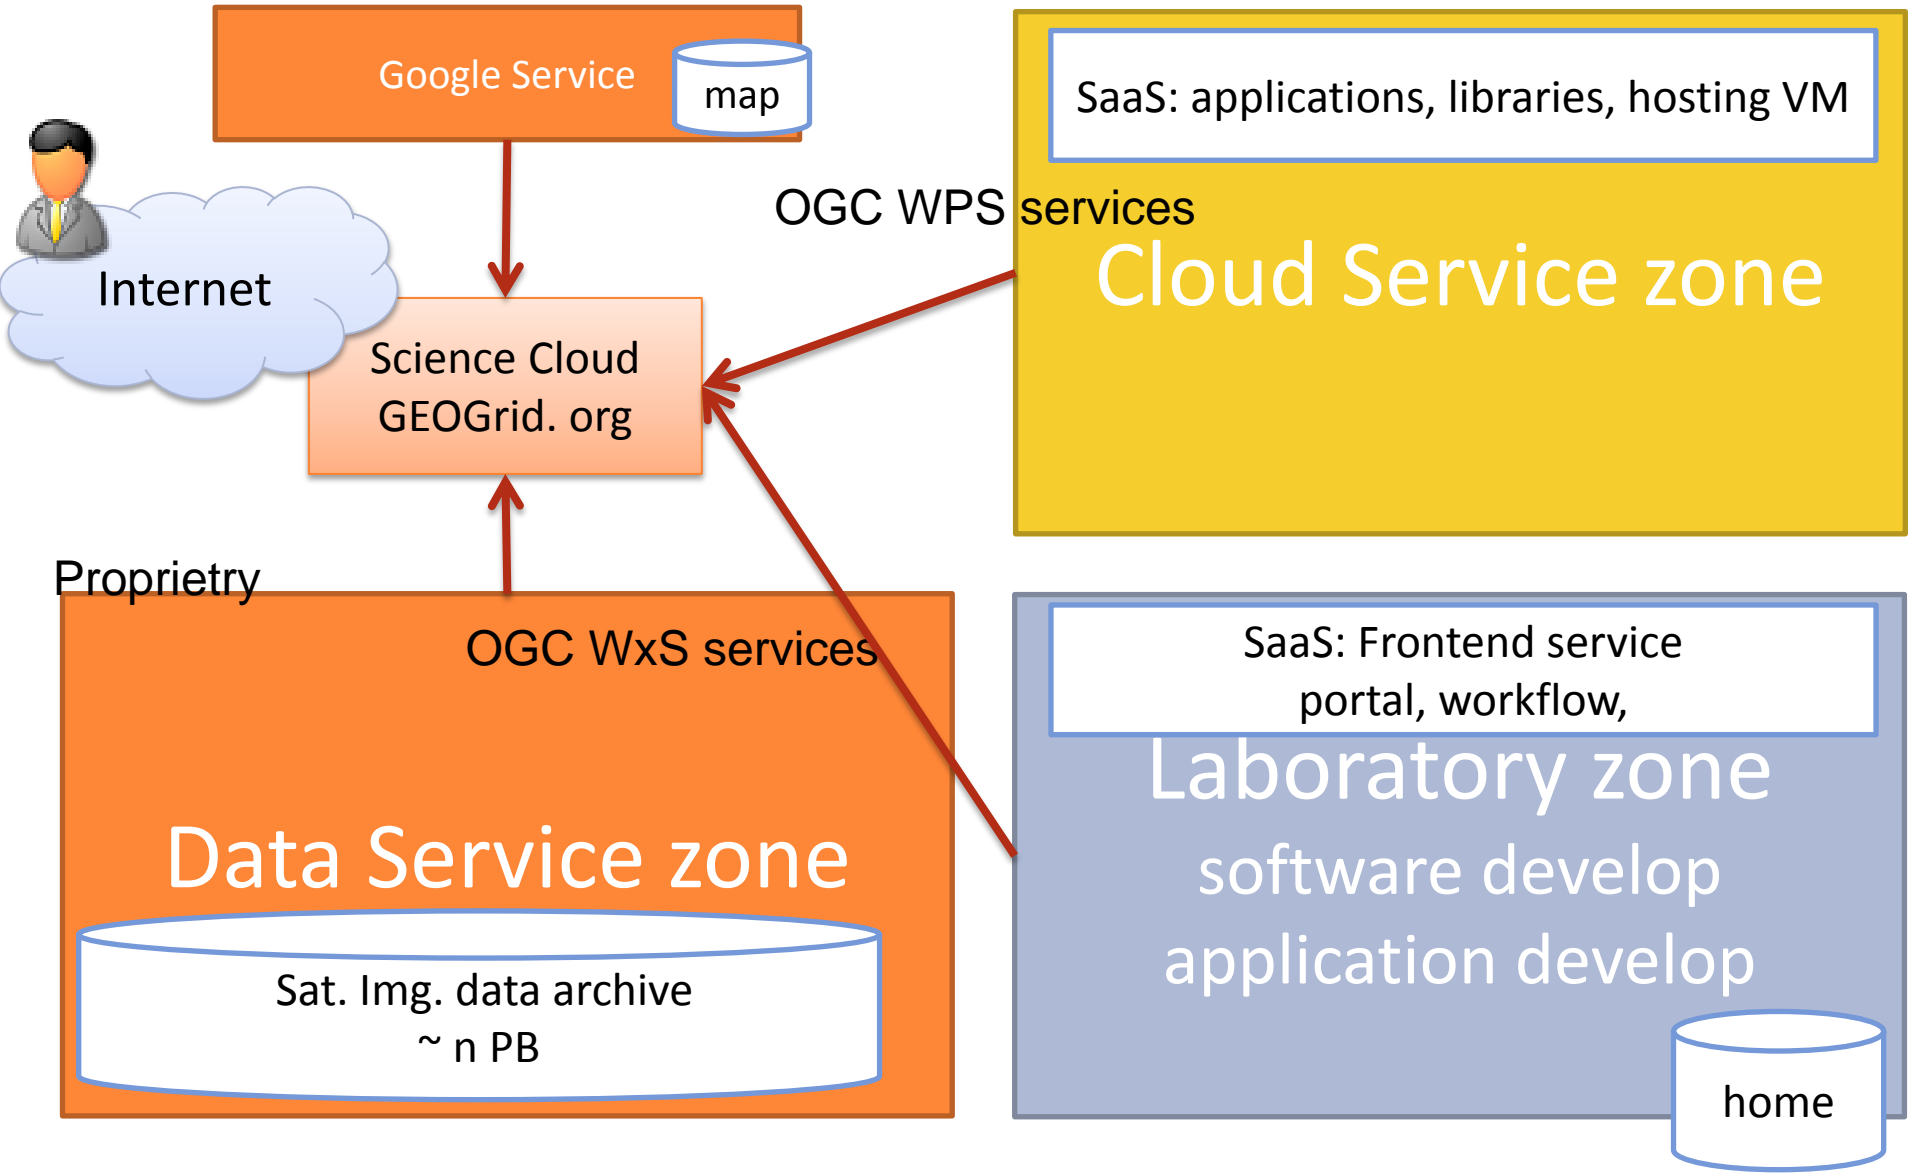 Google Service
map
SaaS: applications, libraries, hosting VM
OGC WPS services
Cloud Service zone
Internet
Science Cloud
GEOGrid. org
Proprietry
OGC WxS services
Data Service zone
Sat. Img. data archive
~ n PB
SaaS: Frontend service
portal, workflow,
Laboratory zone
software develop
application develop
home